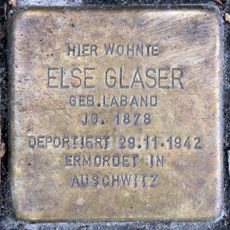 HIER WOHNTE
ELSE GLASER
GEB. LABAND
JG. 1878
DEPORTIERT 29.11.1942
ERMORDET IN
AUSCHWITZ